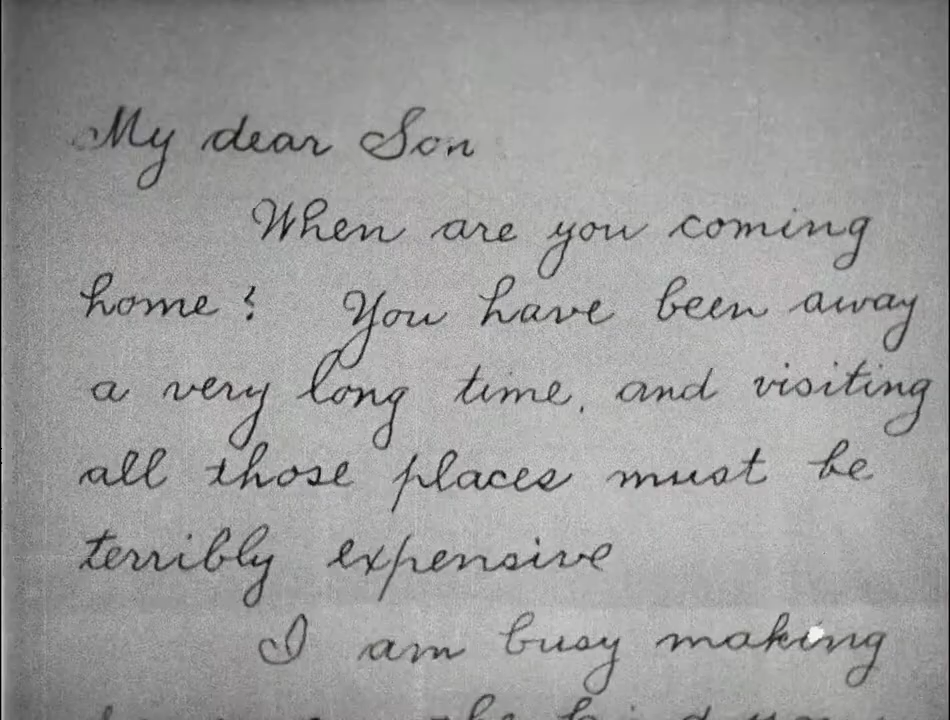 My dear Son
When are you coming
home? You have been away
a very long time, and visiting
all those places must be
terribly expensive
I am busy making